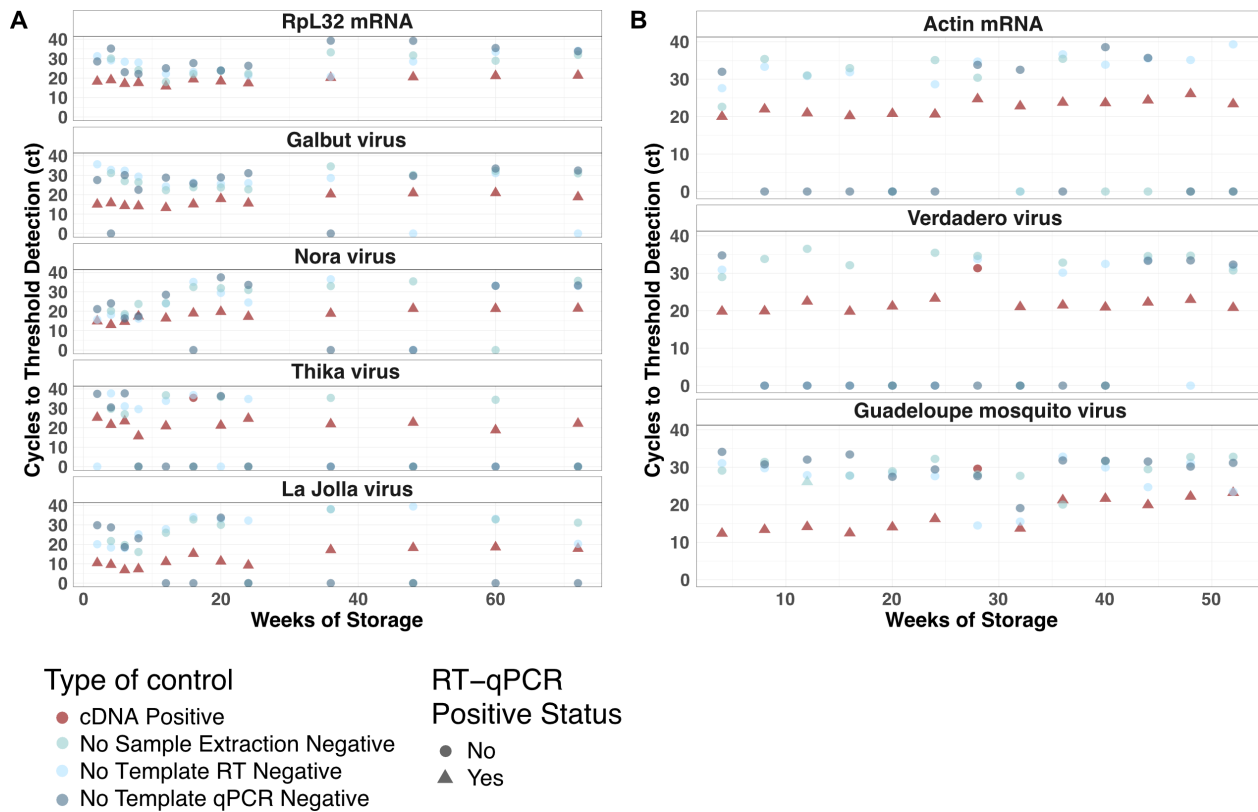 A
RpL32 mRNA
40
30
20
10
0
Galbut virus
40
30
20
10
0
Nora virus
40
30
20
10
0
Thika virus
40
30
20
10
0
La Jolla virus
40
30
20
10
0
0 20 40 60
Weeks of Storage
Cycles to Threshold Detection (ct)
B
Actin mRNA
40
30
20
10
0
Verdadero virus
40
30
20
10
0
Guadeloupe mosquito virus
40
30
20
10
0
10 20 30 40 50
Weeks of Storage
Cycles to Threshold Detection (ct)
Type of control
cDNA Positive
No Sample Extraction Negative
No Template RT Negative
No Template qPCR Negative
RT−qPCR
Positive Status
No
Yes